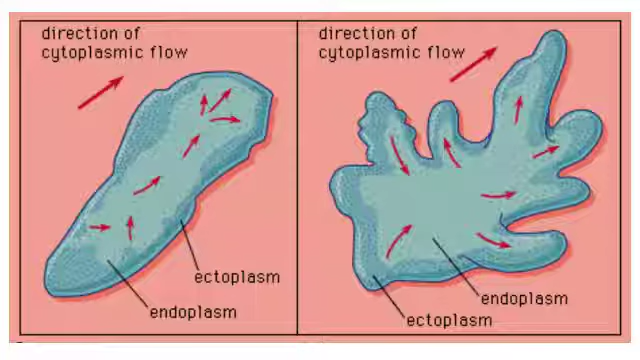 direction of
cytoplasmic flow
ectoplasm
endoplasm
direction of
cytoplasmic flow
endoplasm
ectoplasm